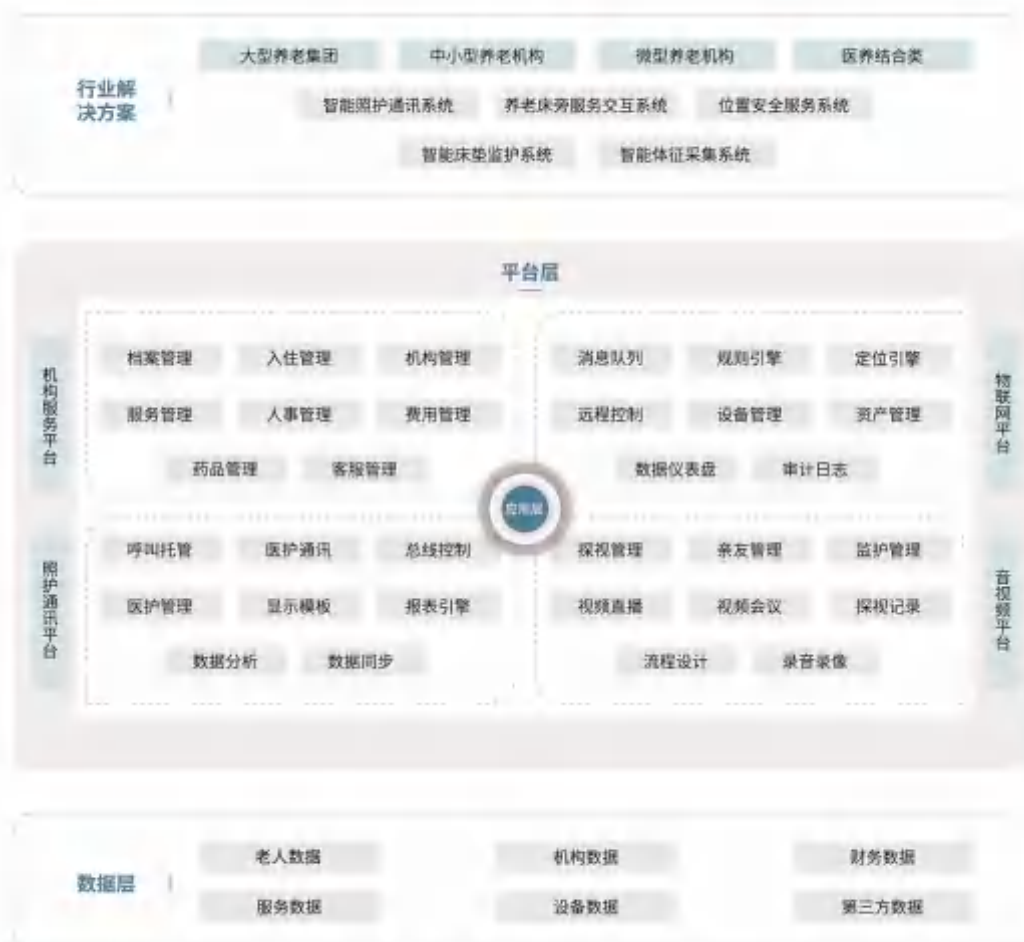 大型养老集团 中小型养老机构 微型养老机构 医养结合类
行业解
决方案
智能照护通讯系统 养老床旁服务交互系统 位置安全服务系统
智能床垫监护系统 智能体征采集系统
平台层
机构服务平台
档案管理 入住管理 机构管理
服务管理 人事管理 费用管理
药品管理 客服管理
消息队列 规则引擎 定位引擎
远程控制 设备管理 资产管理
数据仪表盘 审计日志
物联网平台
应用层
照护通讯平台
呼叫托管 医护通讯 总线控制
医护管理 显示模板 报表引擎
数据分析 数据同步
探视管理 亲友管理 监护管理
视频直播 视频会议 探视记录
流程设计 录音录像
音视频平台
数据层
老人数据 机构数据 财务数据
服务数据 设备数据 第三方数据